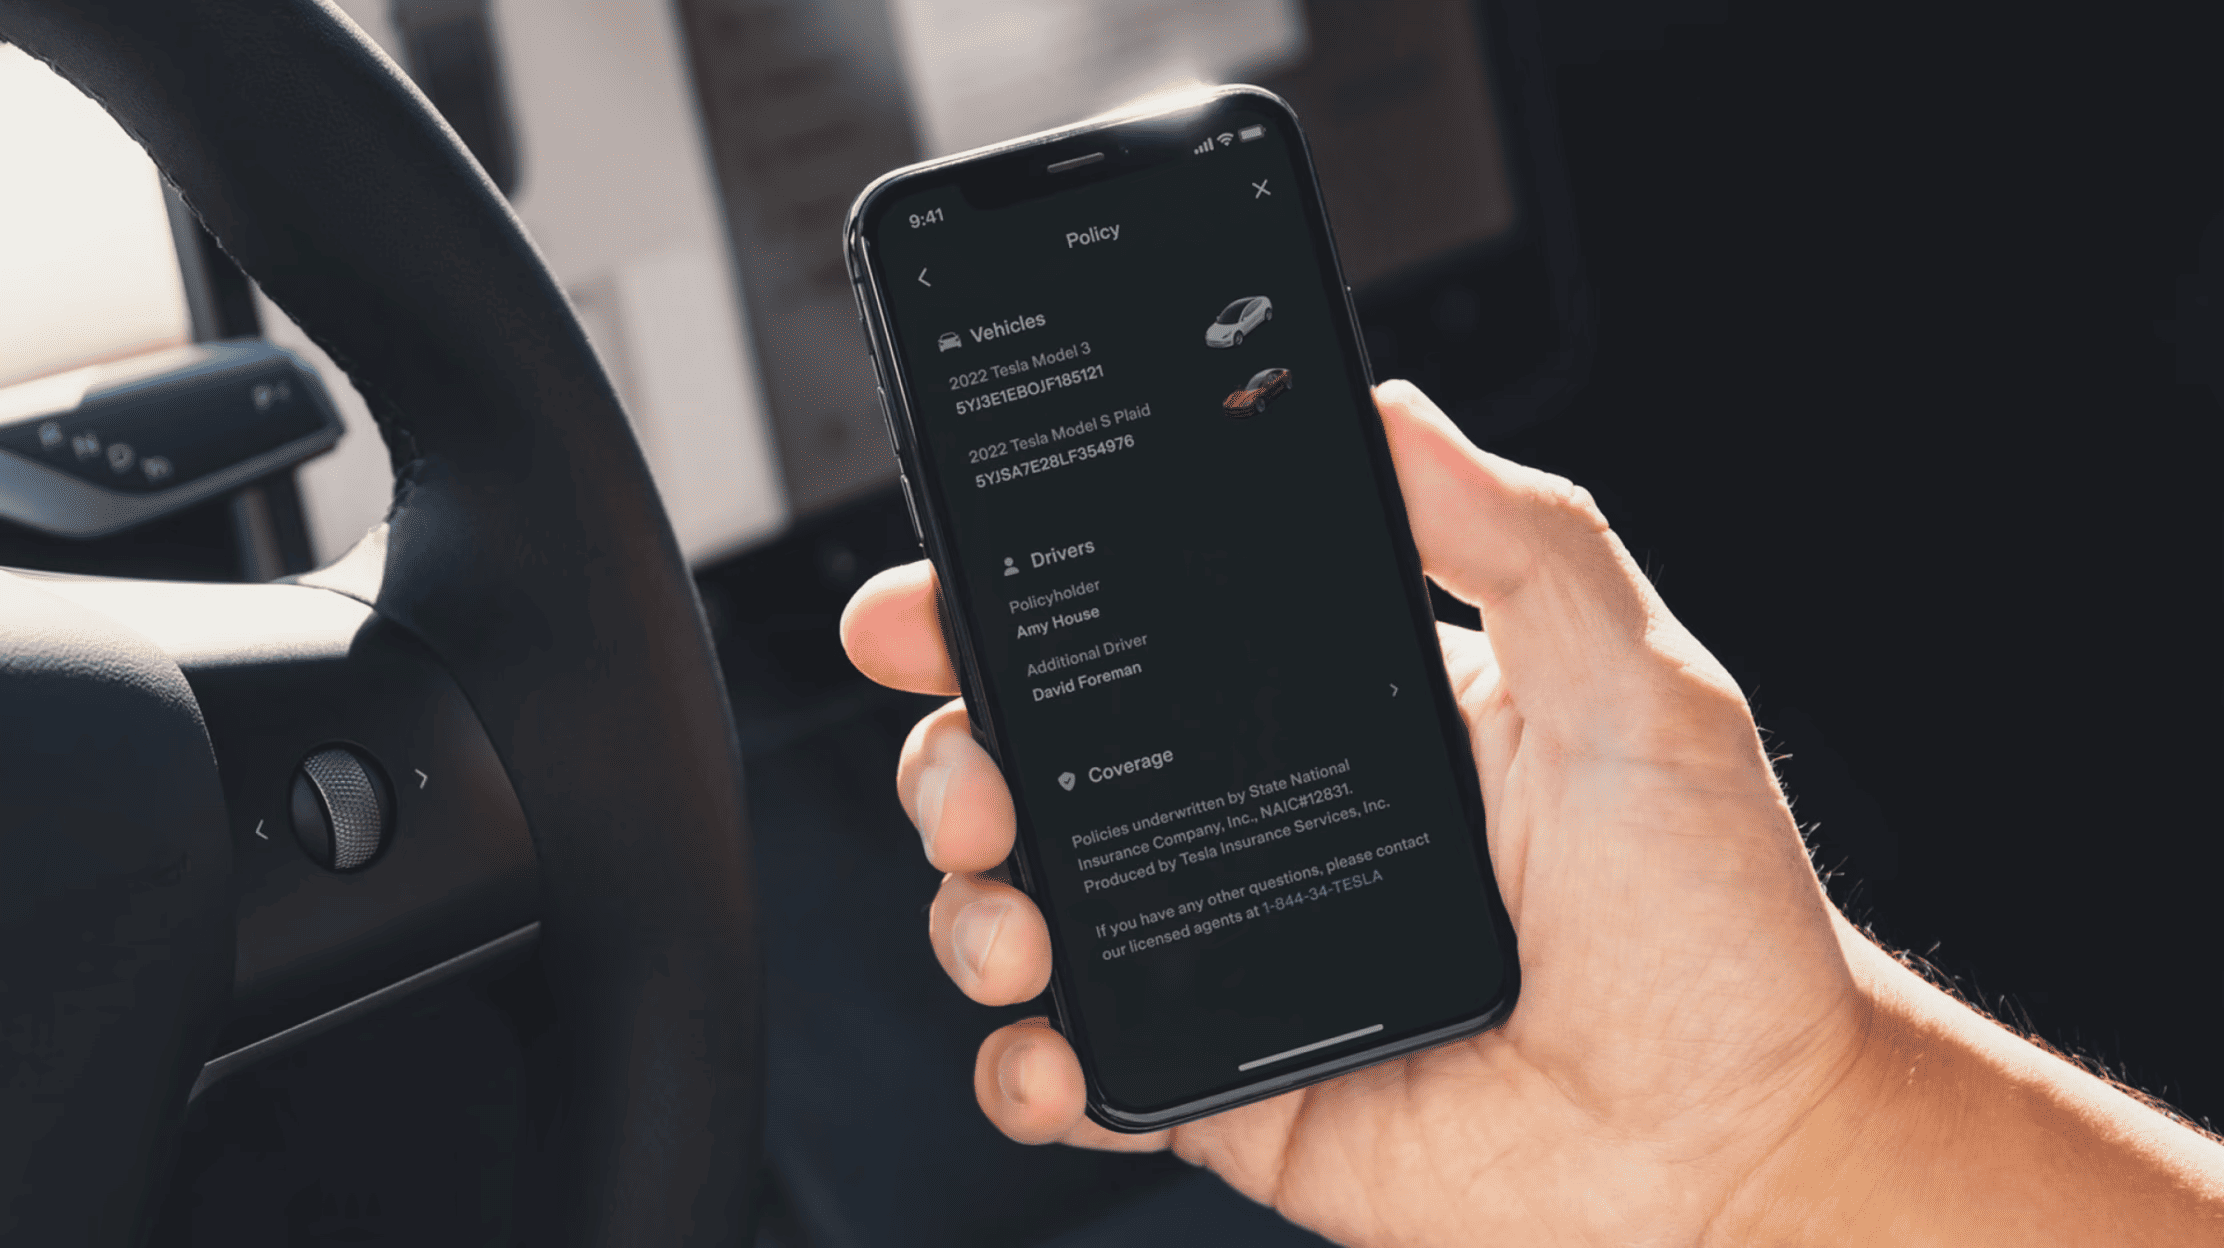 9:41
Policy
Vehicles
2022 Tesla Model 3
5YJ3E1EBOJF185121
2022 Tesla Model S Plaid
5YJSA7E28LF354976
Drivers
Policyholder
Amy House
Additional Driver
David Foreman
Coverage
Policies underwritten by State National
Insurance Company, Inc., NAIC#12831.
Produced by Tesla Insurance Services, Inc.
If you have any other questions, please contact
our licensed agents at 1-844-34-TESLA